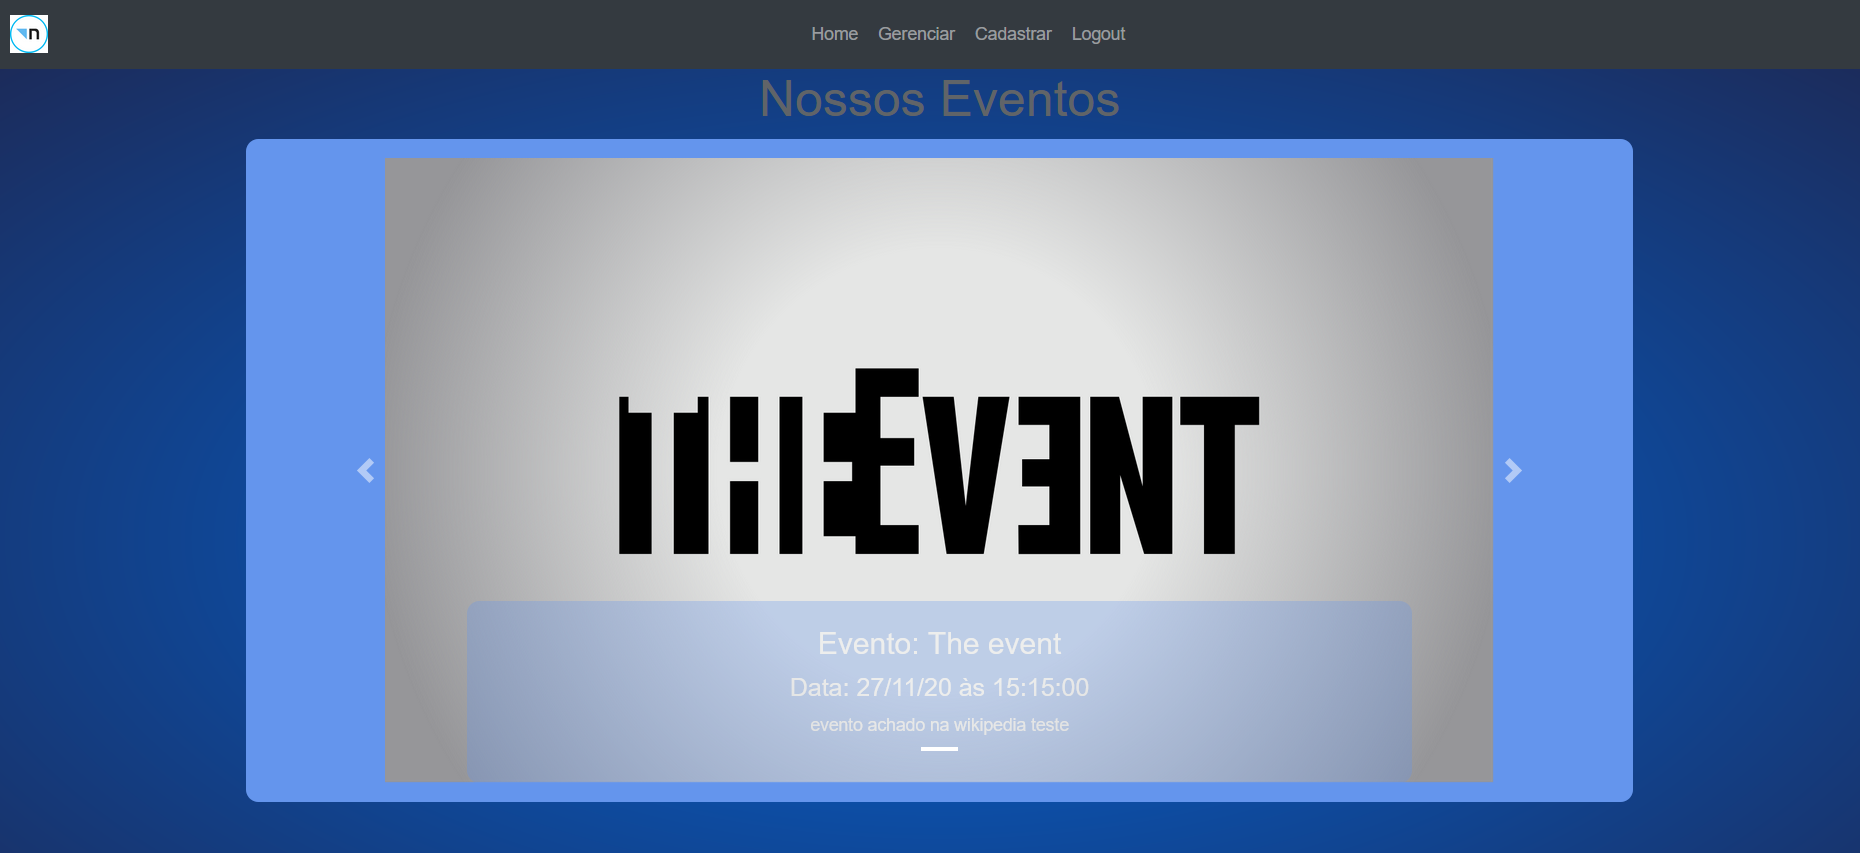 n
Home Gerenciar Cadastrar Logout
Nossos Eventos
THE EVENT
Evento: The event
Data: 27/11/20 às 15:15:00
evento achado na wikipedia teste